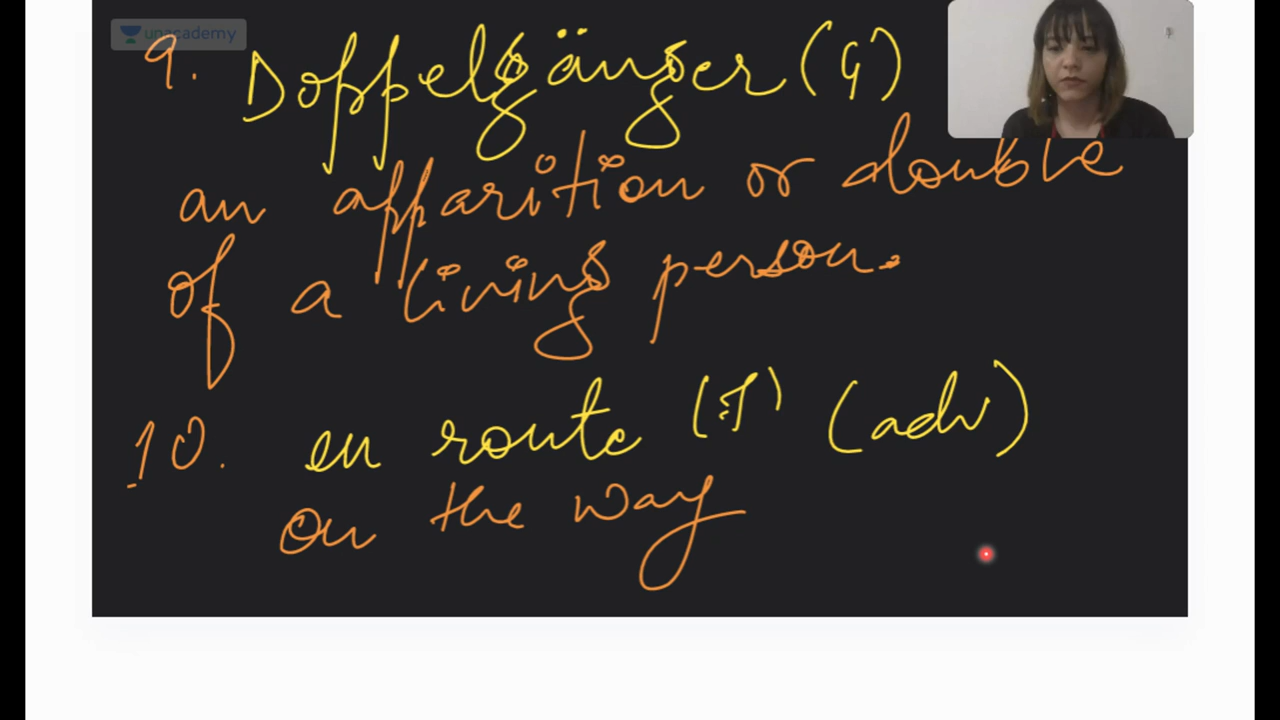 unacademy
9. Doppelgänger (G)
an apparition or double
of a living person.
10. en route (F) (adv)
on the way